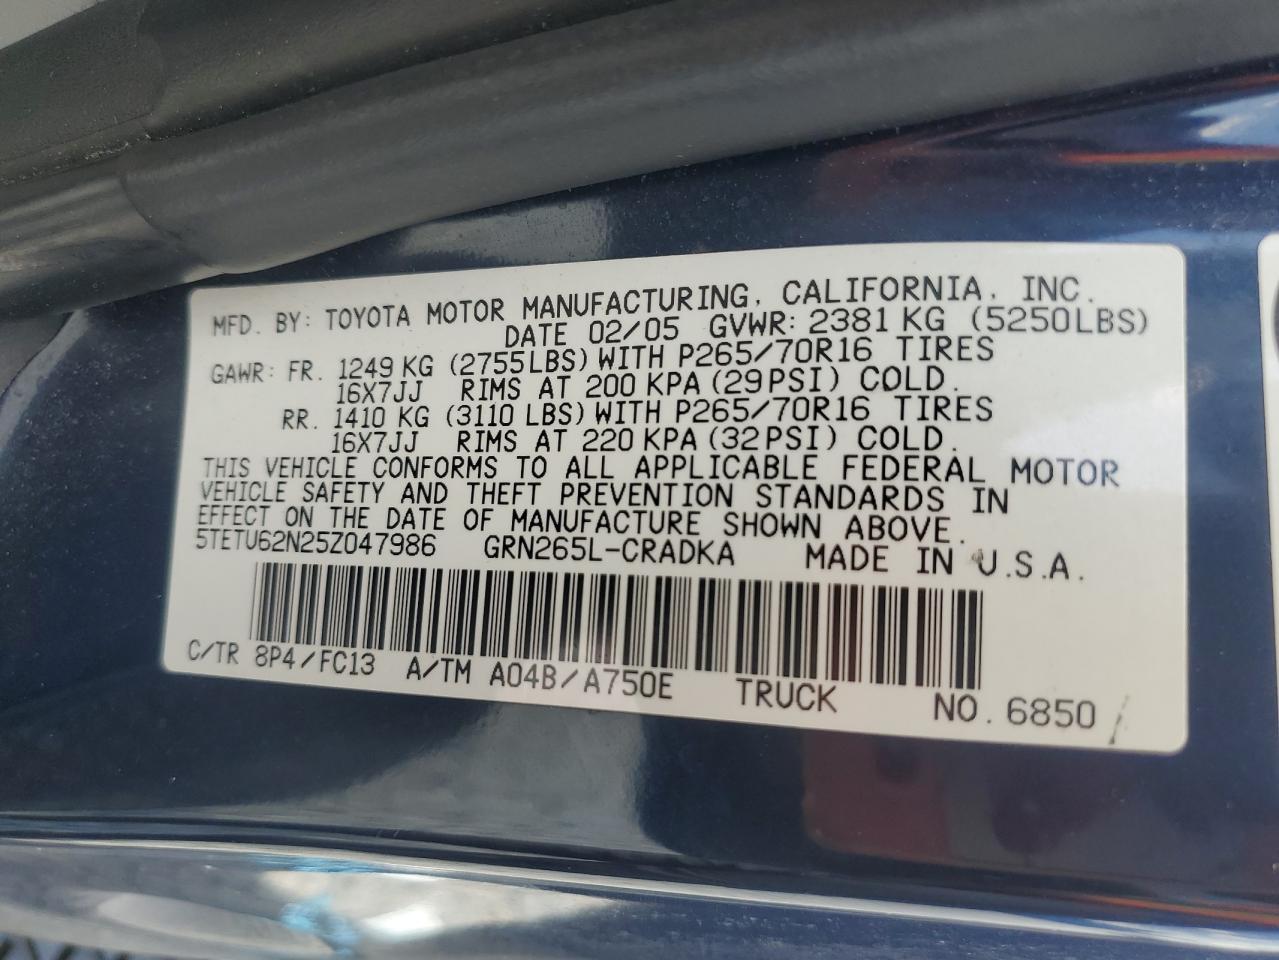 MFD. BY: TOYOTA MOTOR MANUFACTURING, CALIFORNIA, INC.
DATE 02/05 GVWR: 2381 KG (5250LBS)
GAWR: FR. 1249 KG (2755LBS) WITH P265/70R16 TIRES
16X7JJ RIMS AT 200 KPA (29PSI) COLD.
RR. 1410 KG (3110 LBS) WITH P265/70R16 TIRES
16X7JJ RIMS AT 220 KPA (32PSI) COLD.
THIS VEHICLE CONFORMS TO ALL APPLICABLE FEDERAL MOTOR
VEHICLE SAFETY AND THEFT PREVENTION STANDARDS IN
EFFECT ON THE DATE OF MANUFACTURE SHOWN ABOVE.
5TETU62N25Z047986 GRN265L-CRADKA MADE IN U.S.A.
C/TR 8P4/FC13 A/TM A04B/A750E TRUCK NO. 6850